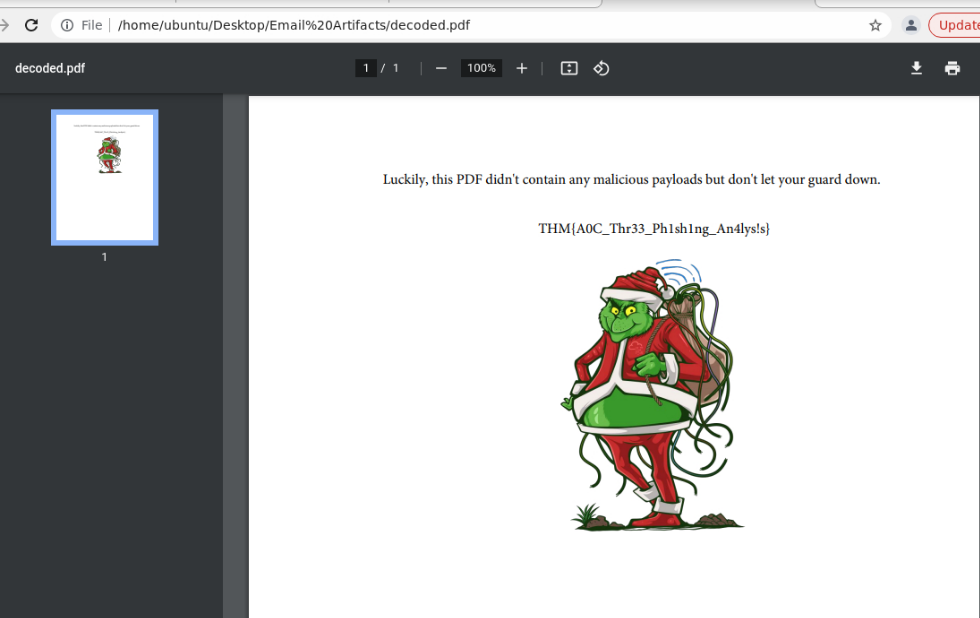 File /home/ubuntu/Desktop/Email%20Artifacts/decoded.pdf
decoded.pdf
1 / 1
100%
Luckily, this PDF didn't contain any malicious payloads but don't let your guard down.
THM{A0C_Thr33_Ph1sh1ng_An4lys!s}
1